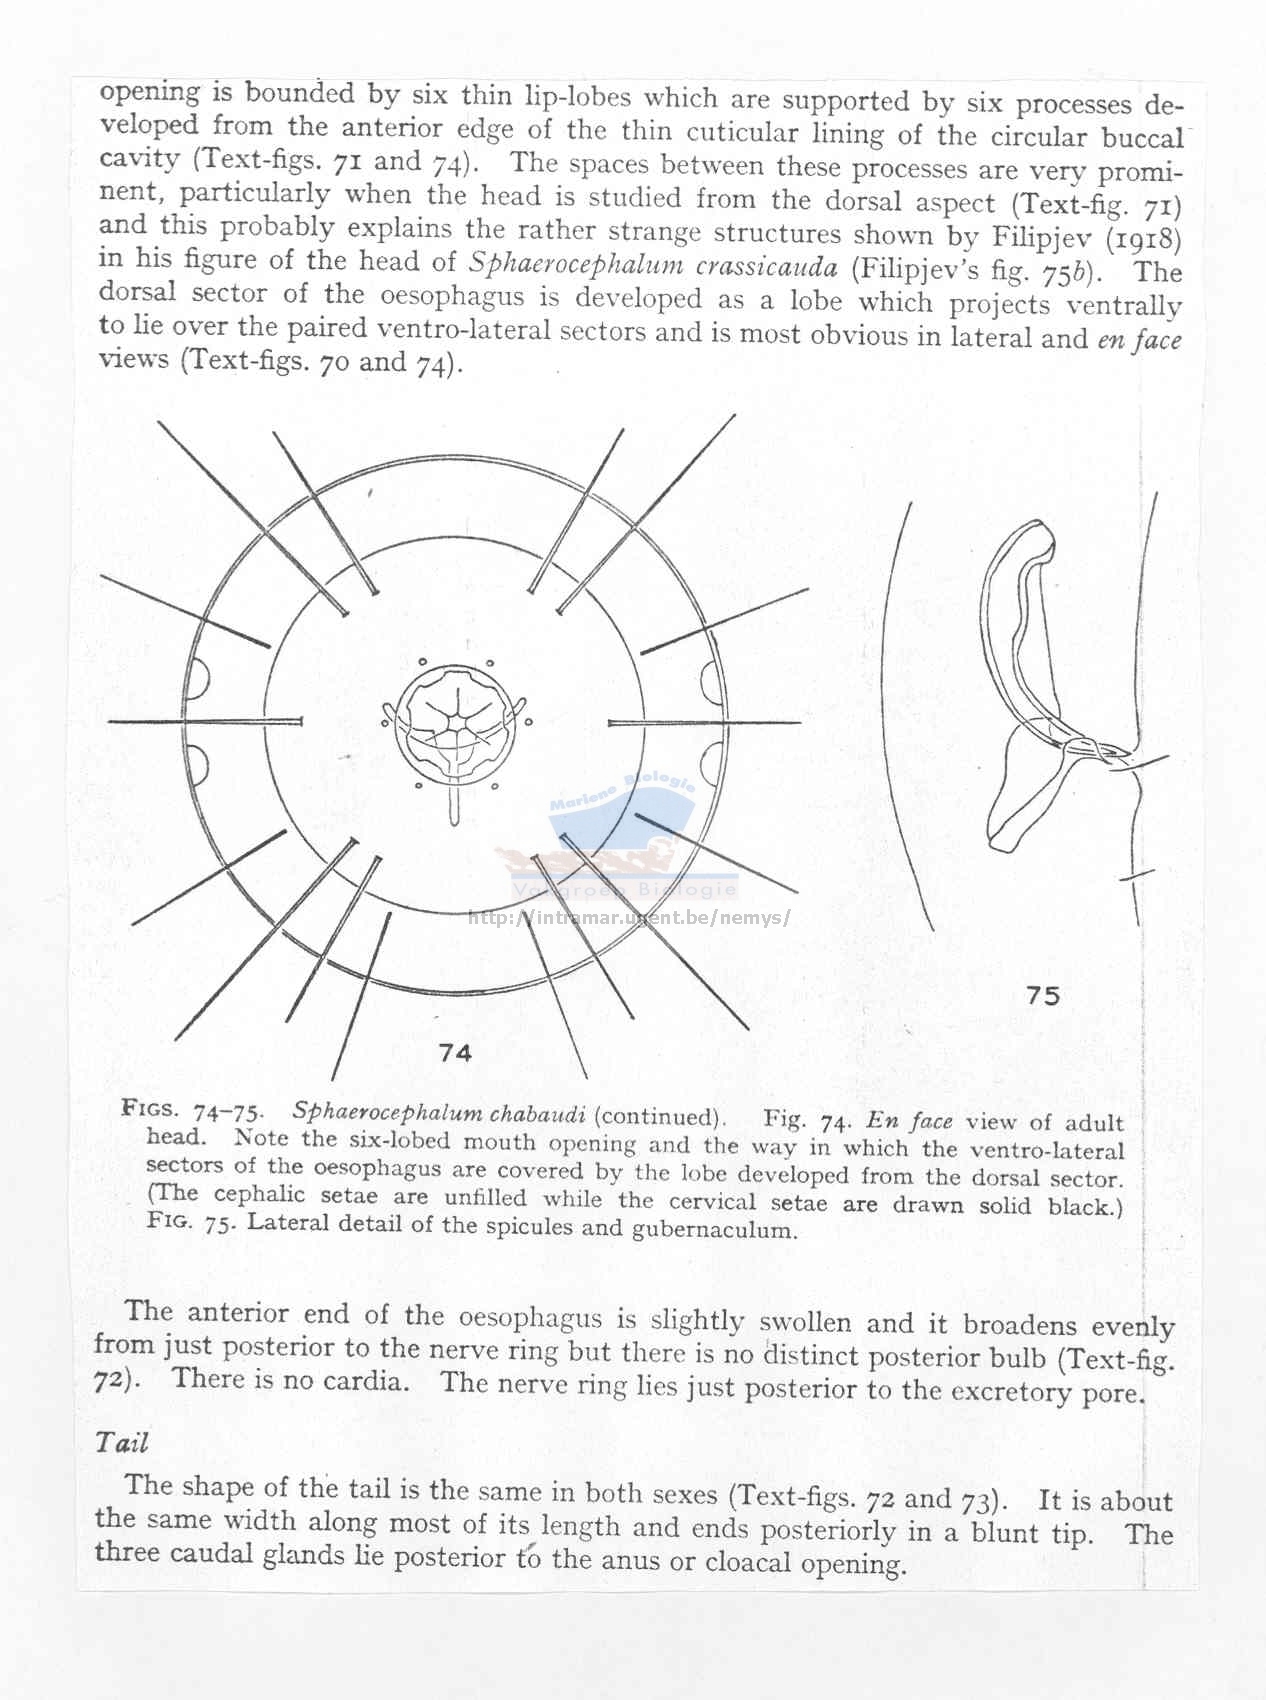 opening is bounded by six thin lip-lobes which are supported by six processes de-
veloped from the anterior edge of the thin cuticular lining of the circular buccal
cavity (Text-figs. 71 and 74). The spaces between these processes are very promi-
nent, particularly when the head is studied from the dorsal aspect (Text-fig. 71)
and this probably explains the rather strange structures shown by Filipjev (1918)
in his figure of the head of Sphaerocephalum crassicauda (Filipjev's fig. 75b). The
dorsal sector of the oesophagus is developed as a lobe which projects ventrally
to lie over the paired ventro-lateral sectors and is most obvious in lateral and en face
views (Text-figs. 70 and 74).
Mariene Biologie
Vakgroep Biologie
http://intramar.ugent.be/nemys/
75
74
FIGS. 74-75. Sphaerocephalum chabaudi (continued). Fig. 74. En face view of adult
head. Note the six-lobed mouth opening and the way in which the ventro-lateral
sectors of the oesophagus are covered by the lobe developed from the dorsal sector.
(The cephalic setae are unfilled while the cervical setae are drawn solid black.)
FIG. 75. Lateral detail of the spicules and gubernaculum.
The anterior end of the oesophagus is slightly swollen and it broadens evenly
from just posterior to the nerve ring but there is no distinct posterior bulb (Text-fig.
72). There is no cardia. The nerve ring lies just posterior to the excretory pore.
Tail
The shape of the tail is the same in both sexes (Text-figs. 72 and 73). It is about
the same width along most of its length and ends posteriorly in a blunt tip. The
three caudal glands lie posterior to the anus or cloacal opening.